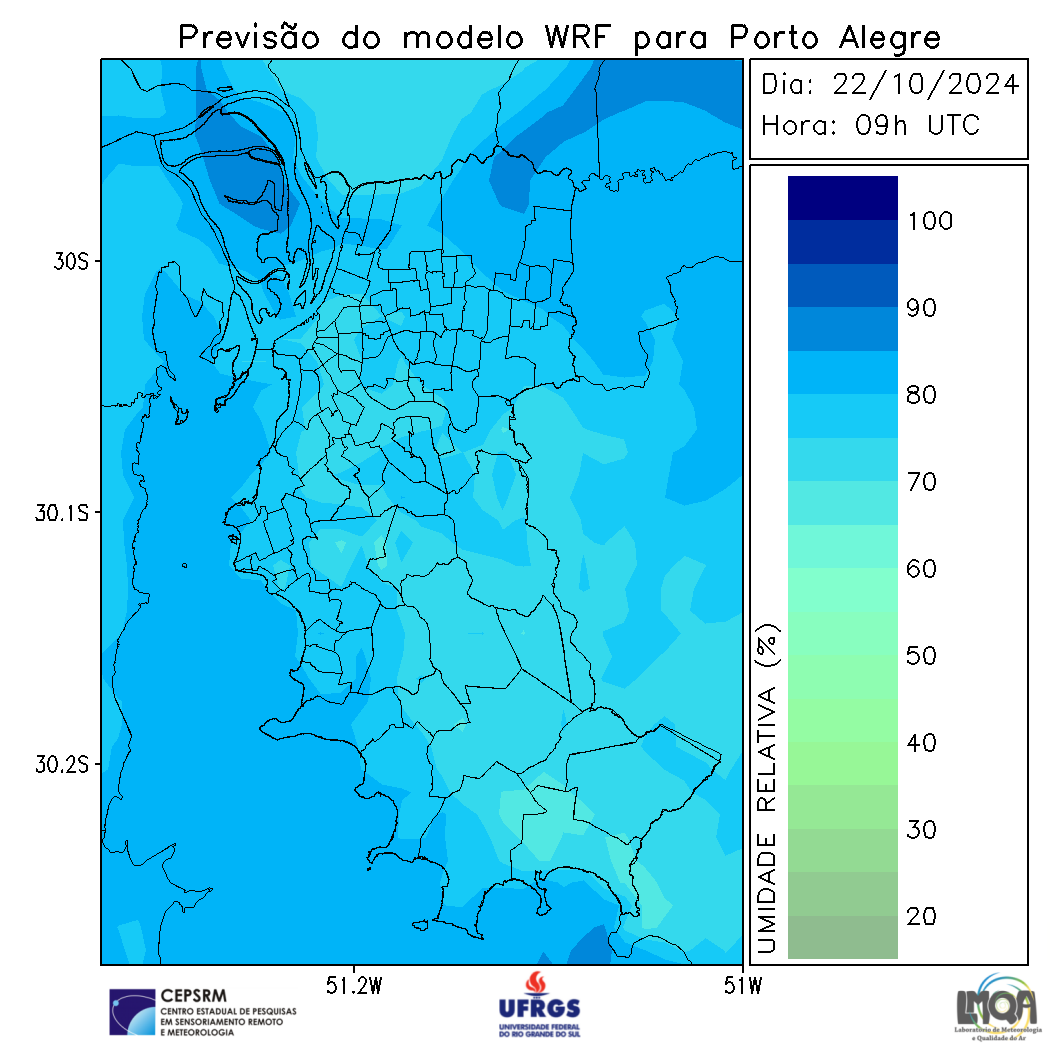 Previsão do modelo WRF para Porto Alegre
Dia: 22/10/2024
Hora: 09h UTC
30S
30.1S
30.2S
51.2W
51W
100
90
80
70
60
50
40
30
20
UMIDADE RELATIVA (%)
CEPSRM
CENTRO ESTADUAL DE PESQUISAS
EM SENSORIAMENTO REMOTO
E METEOROLOGIA
UFRGS
UNIVERSIDADE FEDERAL
DO RIO GRANDE DO SUL
LMQA
Laboratório de Meteorologia
e Qualidade do Ar